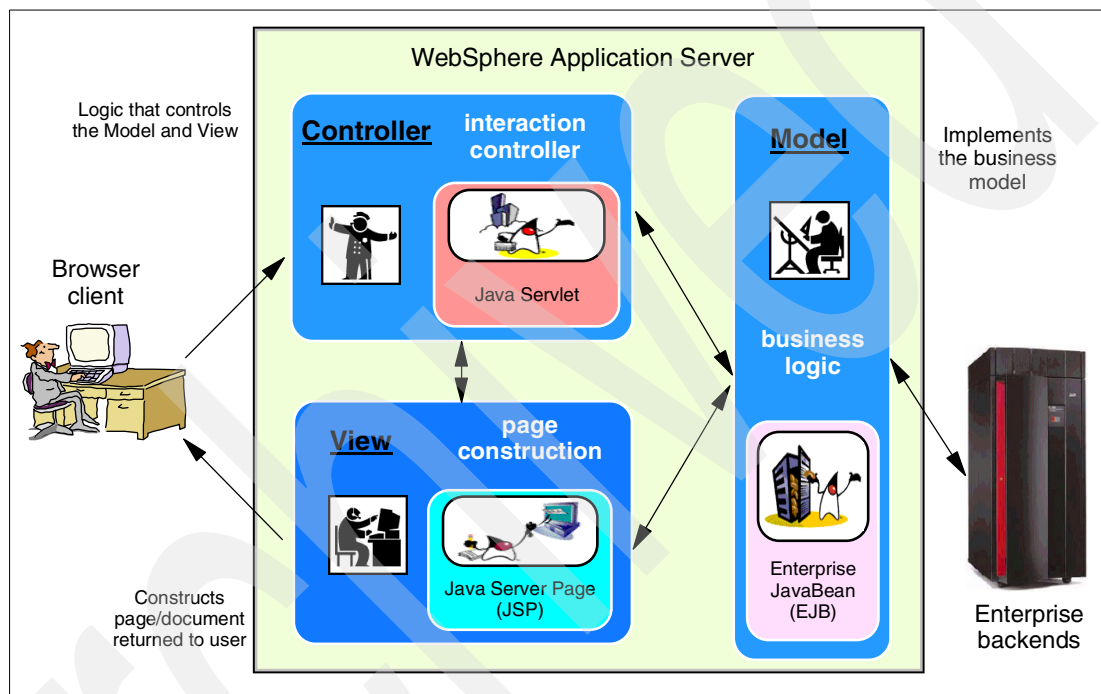 WebSphere Application Server
Logic that controls
the Model and View
Controller
interaction
controller
Java Servlet
Model
business
logic
Enterprise
JavaBean
(EJB)
Implements
the business
model
Browser
client
View
page
construction
Java Server Page
(JSP)
Constructs
page/document
returned to user
Enterprise
backends